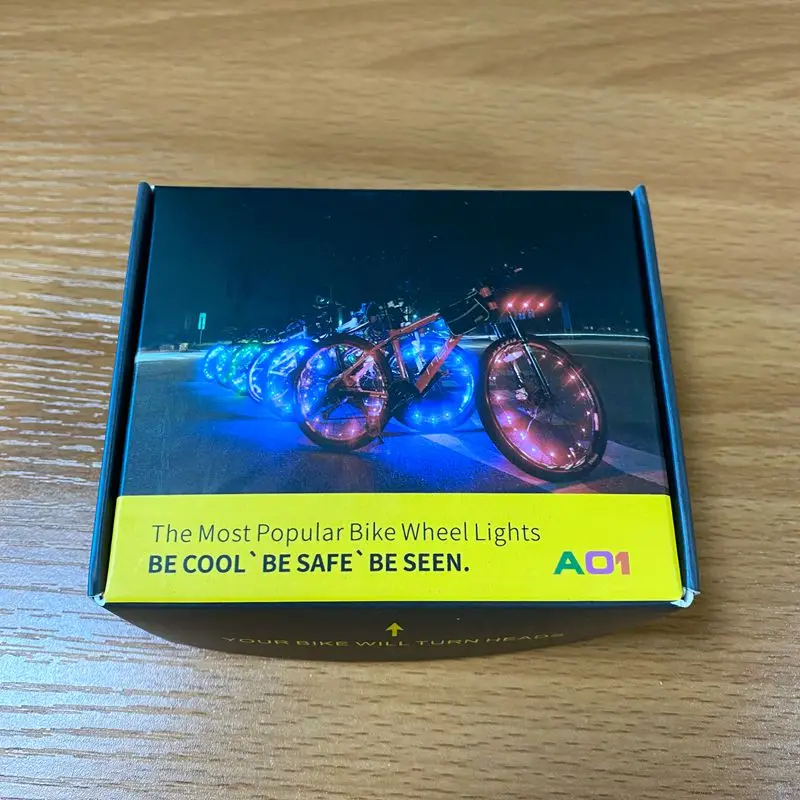 The Most Popular Bike Wheel Lights
BE COOL`BE SAFE`BE SEEN.
A01
YOUR BIKE WILL TURN HEADS